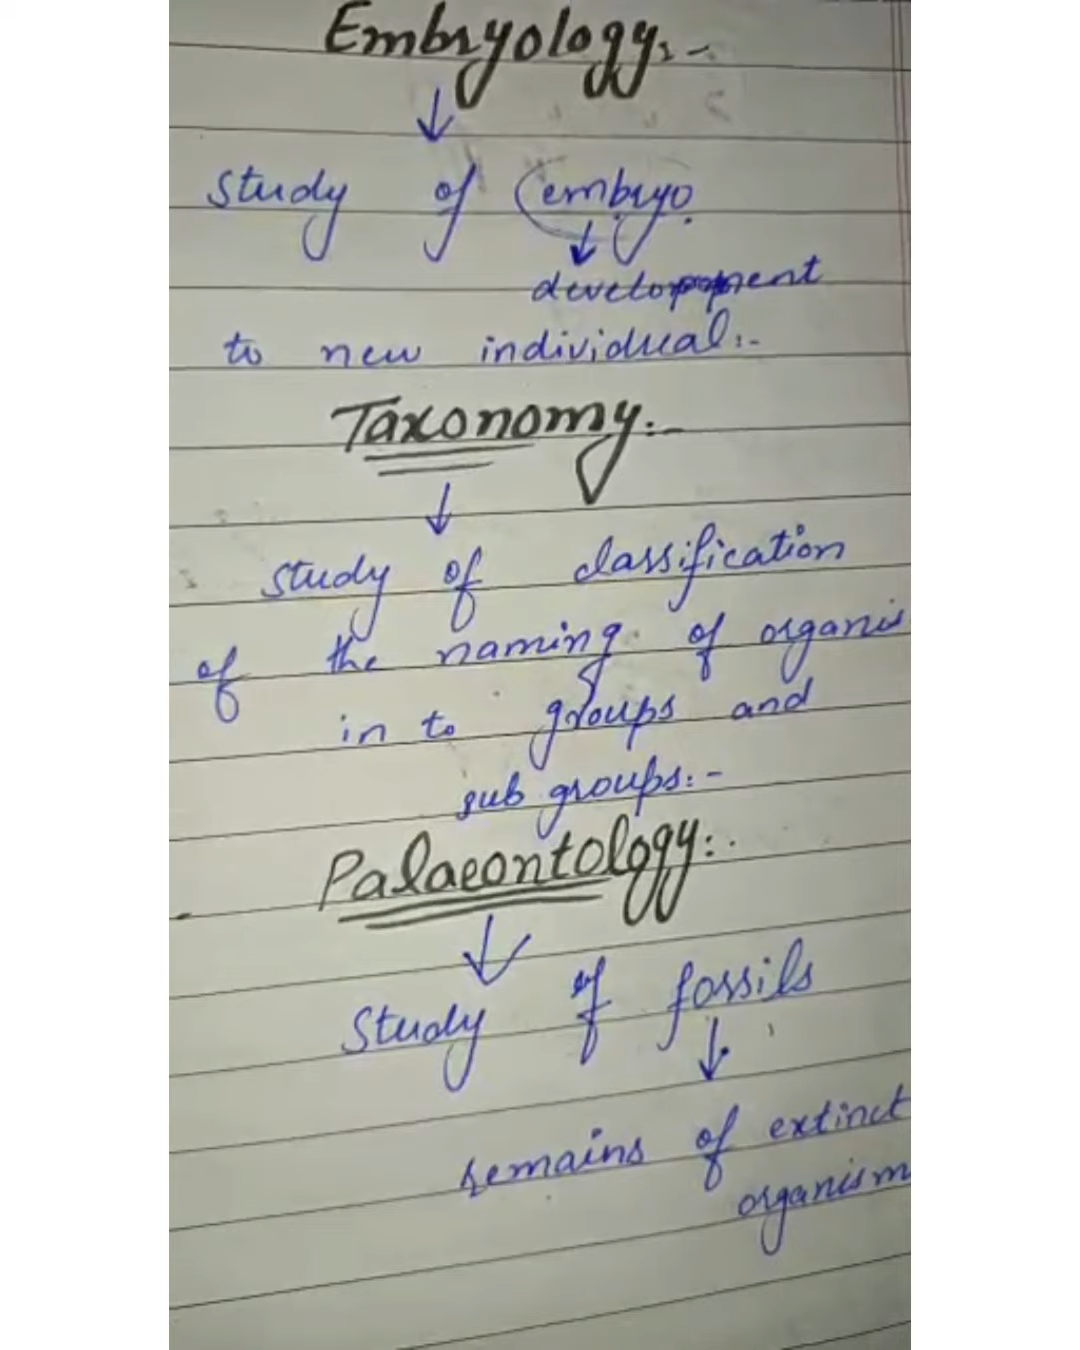 Embryology:-
study of embryo.
development
to new individual:-
Taxonomy:-
study of classification
of the naming of organis
in to groups and
sub groups:-
Palaeontology:-
Study of fossils
remains of extinct
organism